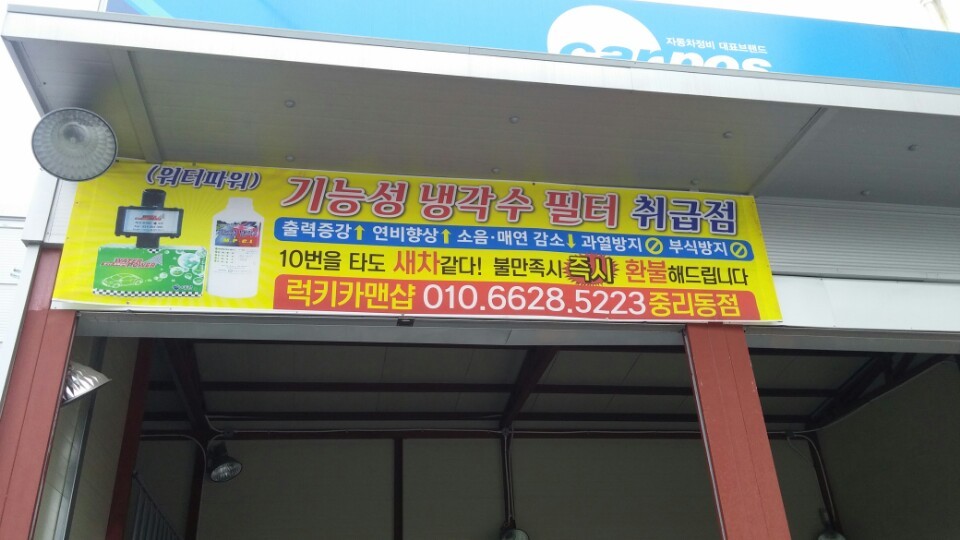 자동차정비 대표브랜드
carpos
(워터파워)
기능성 냉각수 필터 취급점
출력증강↑ 연비향상↑ 소음·매연 감소↓ 과열방지 부식방지
10번을 타도 새차같다! 불만족시 즉시 환불해드립니다
럭키카맨샵 010.6628.5223 중리동점